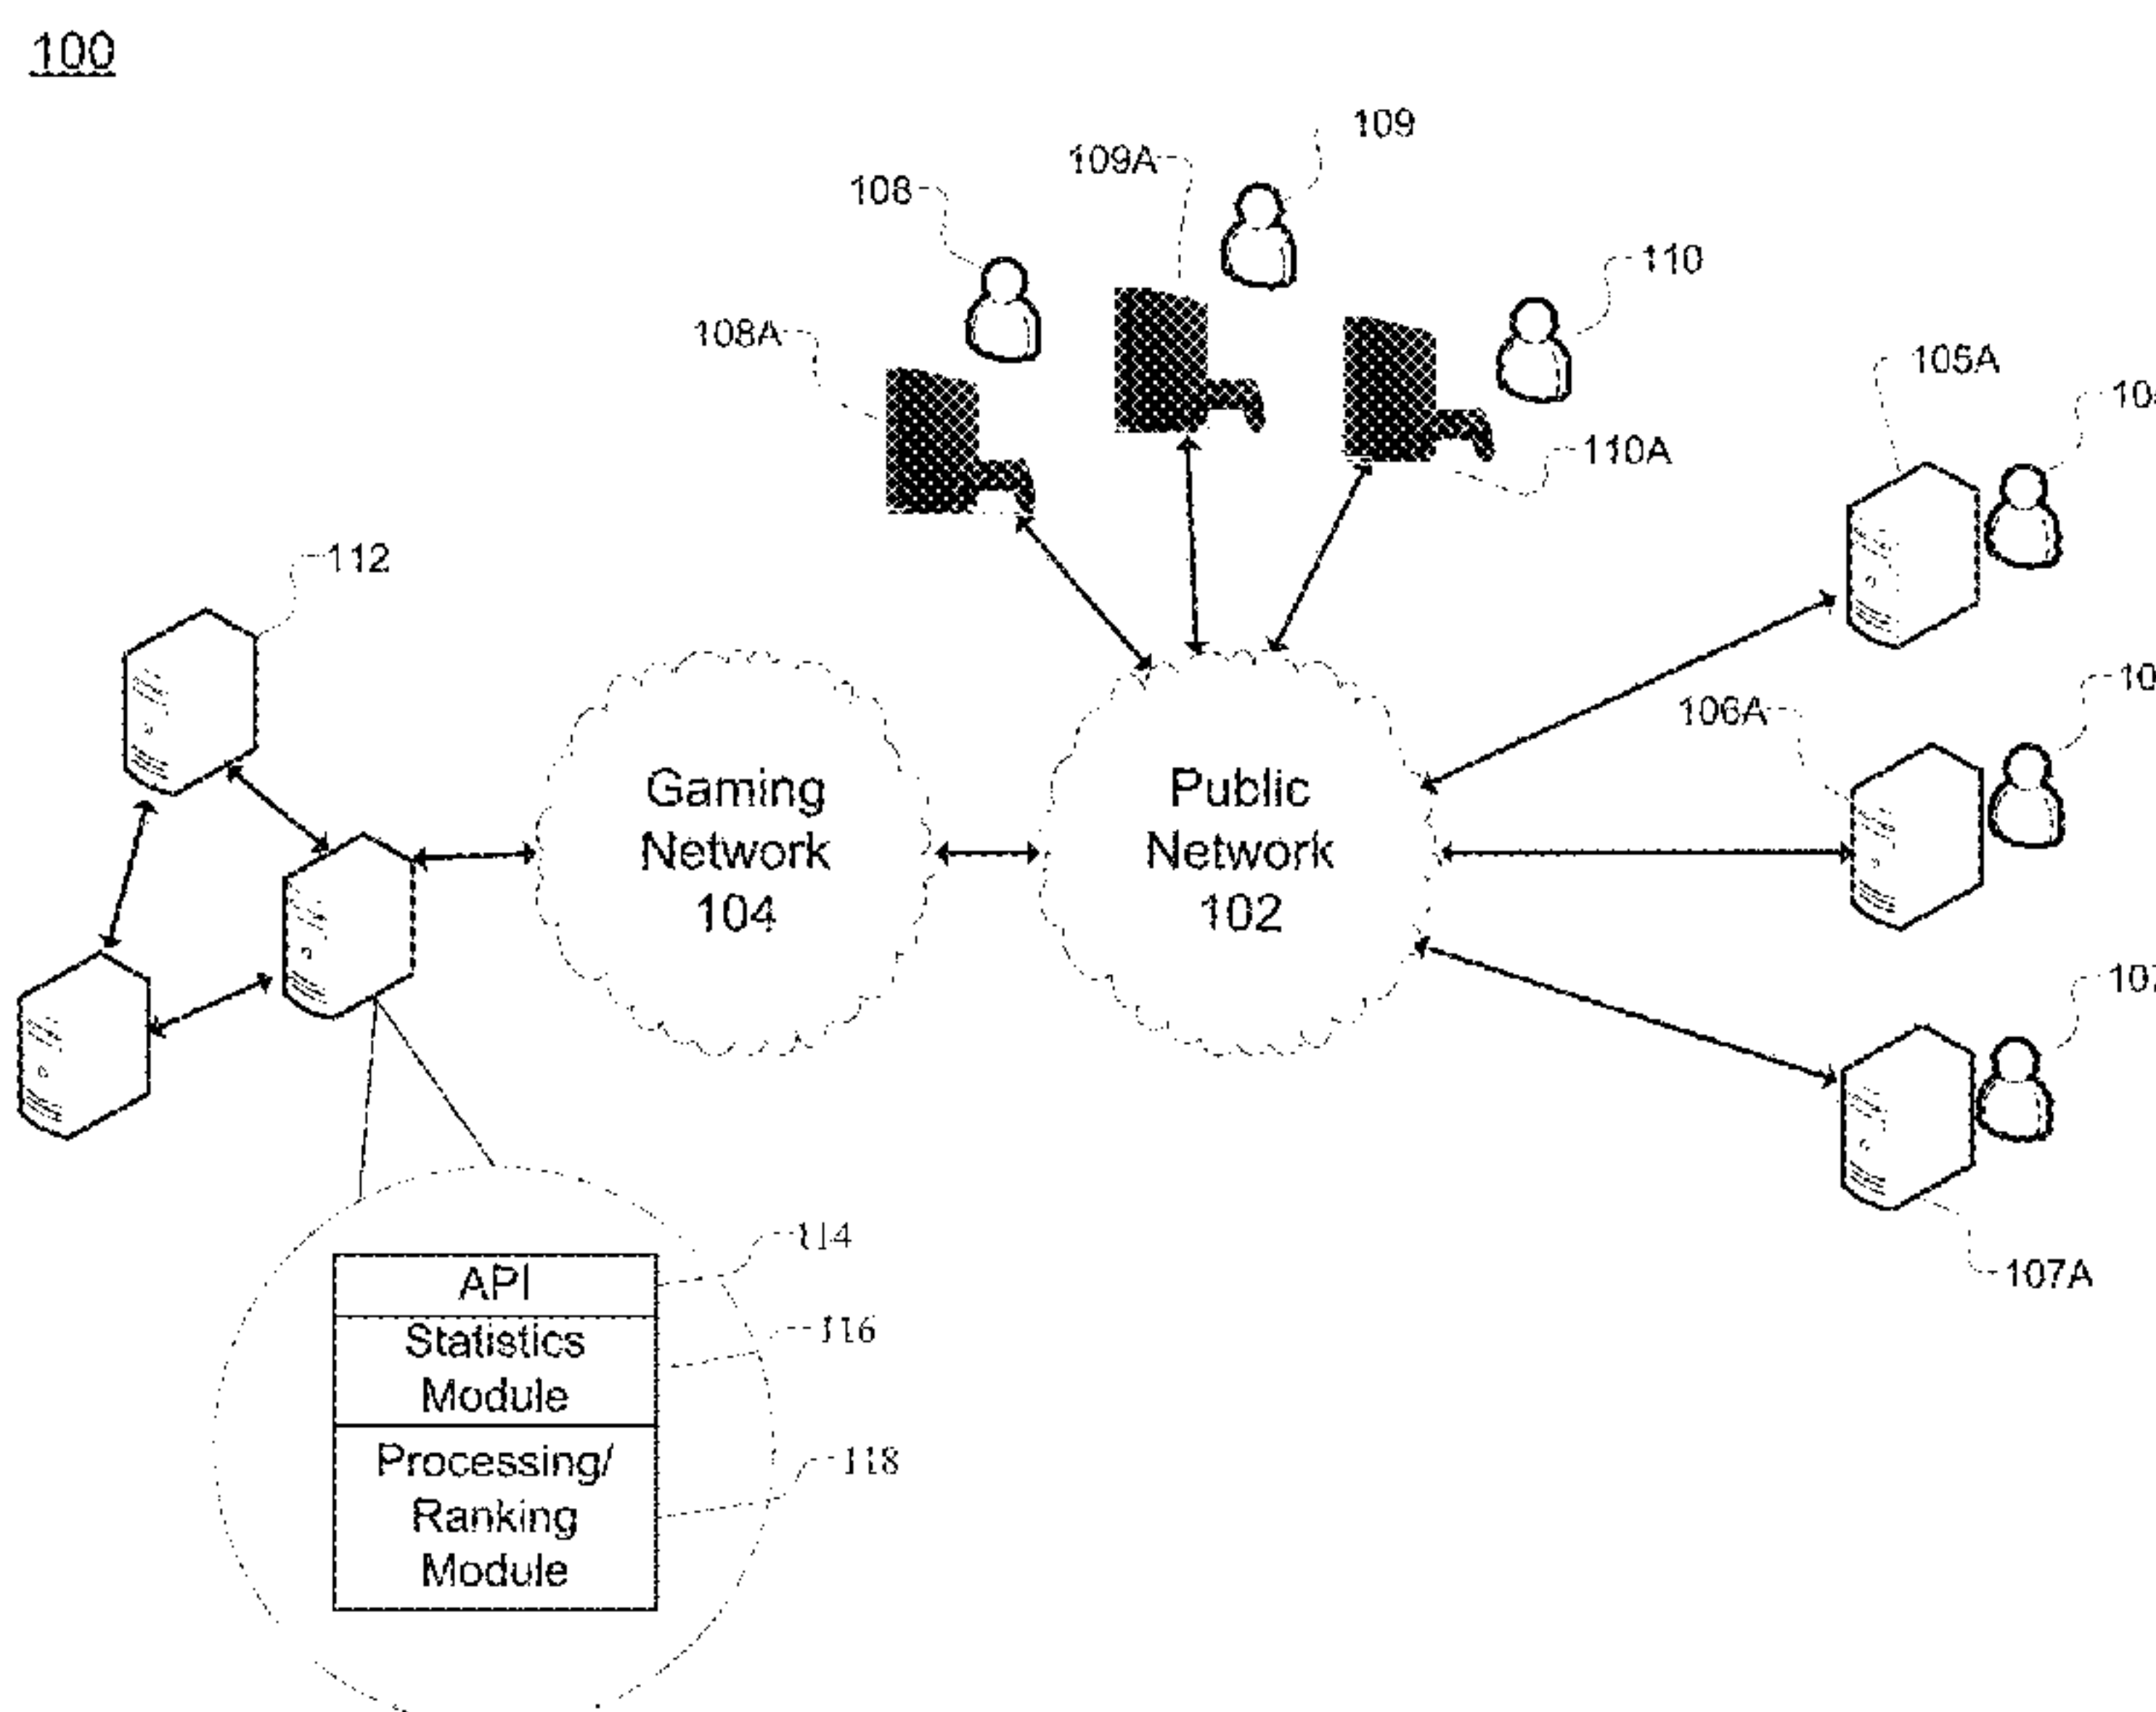 100
109
109A
108
110
108A
105A
110A
112
106A
Gaming
Network
104
Public
Network
102
107A
114
API
116
Statistics
Module
118
Processing/
Ranking
Module